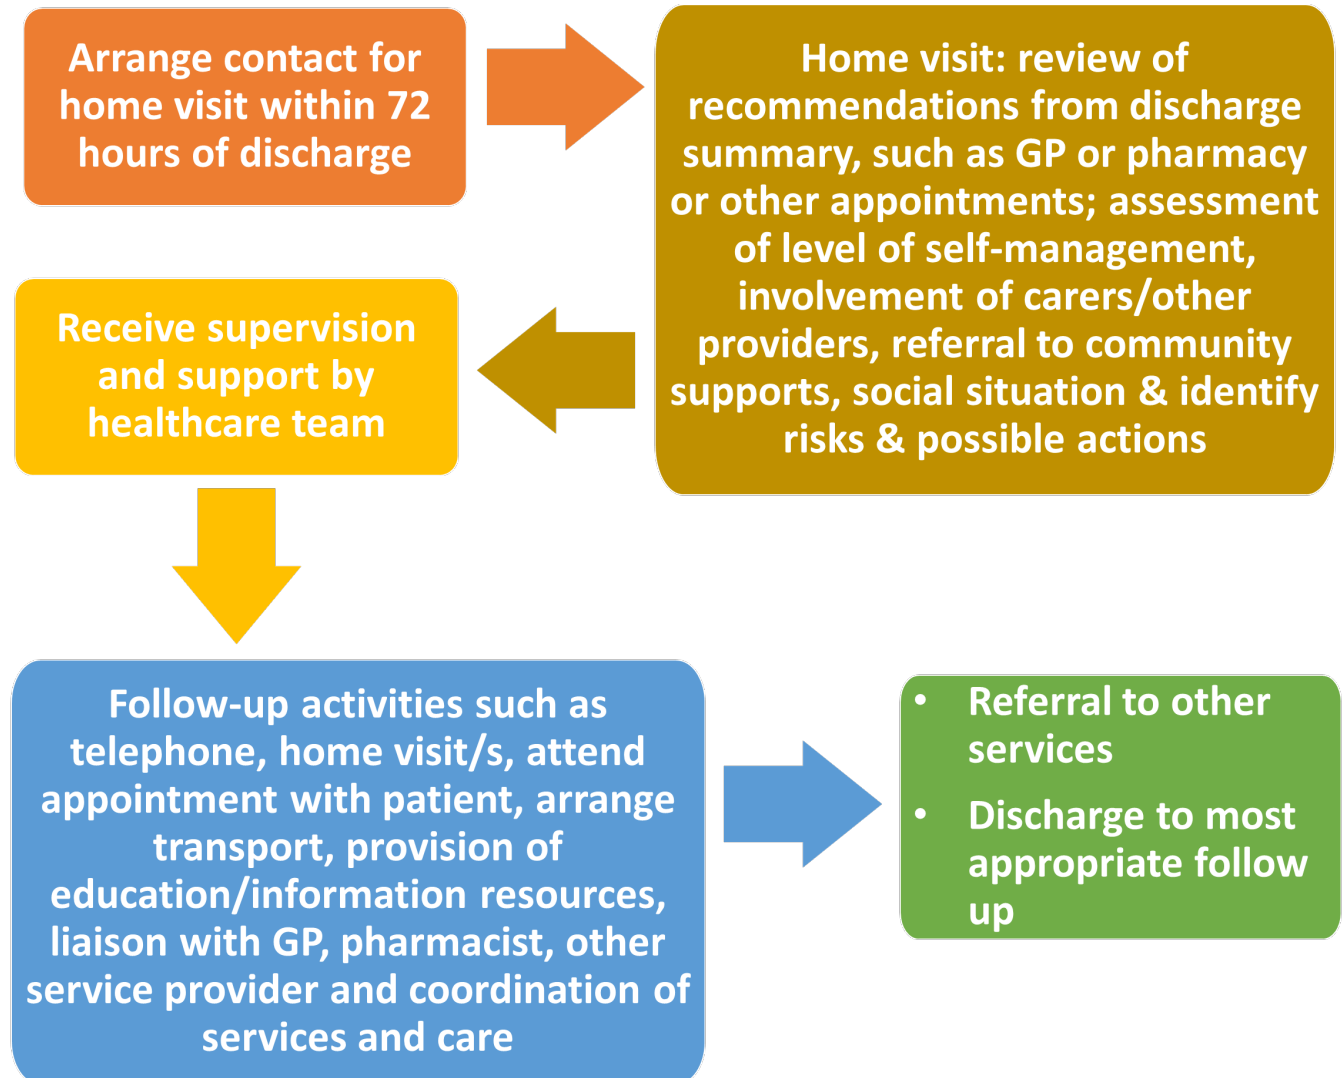 Arrange contact for
home visit within 72
hours of discharge
Home visit: review of
recommendations from discharge
summary, such as GP or pharmacy
or other appointments; assessment
of level of self-management,
involvement of carers/other
providers, referral to community
supports, social situation & identify
risks & possible actions
Receive supervision
and support by
healthcare team
Follow-up activities such as
telephone, home visit/s, attend
appointment with patient, arrange
transport, provision of
education/information resources,
liaison with GP, pharmacist, other
service provider and coordination of
services and care
• Referral to other
services
• Discharge to most
appropriate follow
up